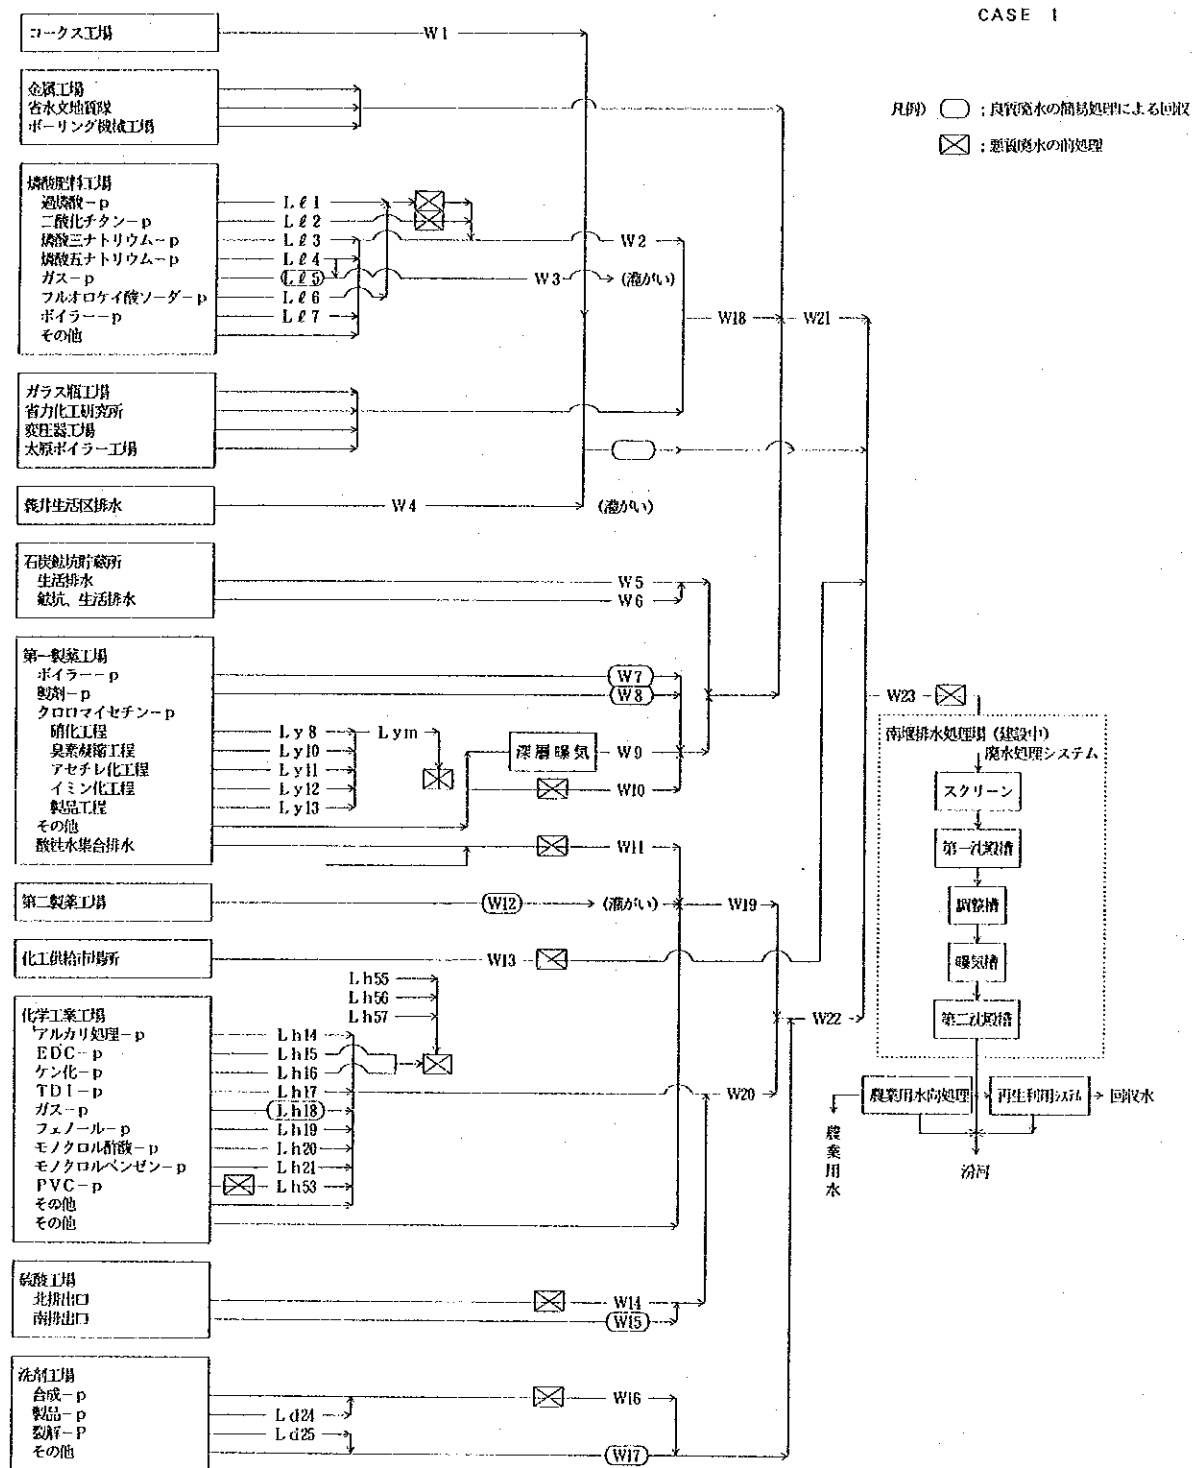 CASE 1
凡例) ；良質廃水の簡易処理による回収
；悪質廃水の前処理
コークス工場 W1
金属工場
省水文地質隊
ボーリング機械工場
燐酸肥料工場
過燐酸-p Lℓ1
二酸化チタン-p Lℓ2
燐酸三ナトリウム-p Lℓ3 W2
燐酸五ナトリウム-p Lℓ4
ガス-p Lℓ5 W3 (灌がい)
フルオロケイ酸ソーダ-p Lℓ6
ボイラー-p Lℓ7 W18 W21
その他
ガラス瓶工場
省力化工研究所
変圧器工場
太原ボイラー工場
生活区排水 W4 (灌がい)
石炭鉱坑貯蔵所
生活排水 W5
鉱坑、生活排水 W6
第一製薬工場
ボイラー-p W7
製剤-p W8 W23
クロロマイセチン-p
硝化工程 Ly8 Lym
臭素凝縮工程 Ly10 深層曝気 W9
アセチレ化工程 Ly11
イミン化工程 Ly12 W10
製品工程 Ly13
その他
酸性水集合排水 W11
南堰排水処理場 (建設中)
廃水処理システム
スクリーン
第一沈殿槽
調整槽
曝気槽
第二沈殿槽
第二製薬工場 W12 (灌がい) W19
化工供給市場所 W13
Lh55
Lh56
Lh57
化学工業工場 W22
アルカリ処理-p Lh14
EDC-p Lh15
ケン化-p Lh16
TDI-p Lh17 W20
ガス-p Lh18
フェノール-p Lh19
モノクロル酢酸-p Lh20
モノクロルベンゼン-p Lh21
PVC-p Lh53
その他
その他
農業用水向処理 再生利用システム 回収水
農業用水
汾河
硫酸工場
北排出口 W14
南排出口 W15
洗剤工場
合成-p W16
製品-p Ld24
裂解-P Ld25
その他 W17